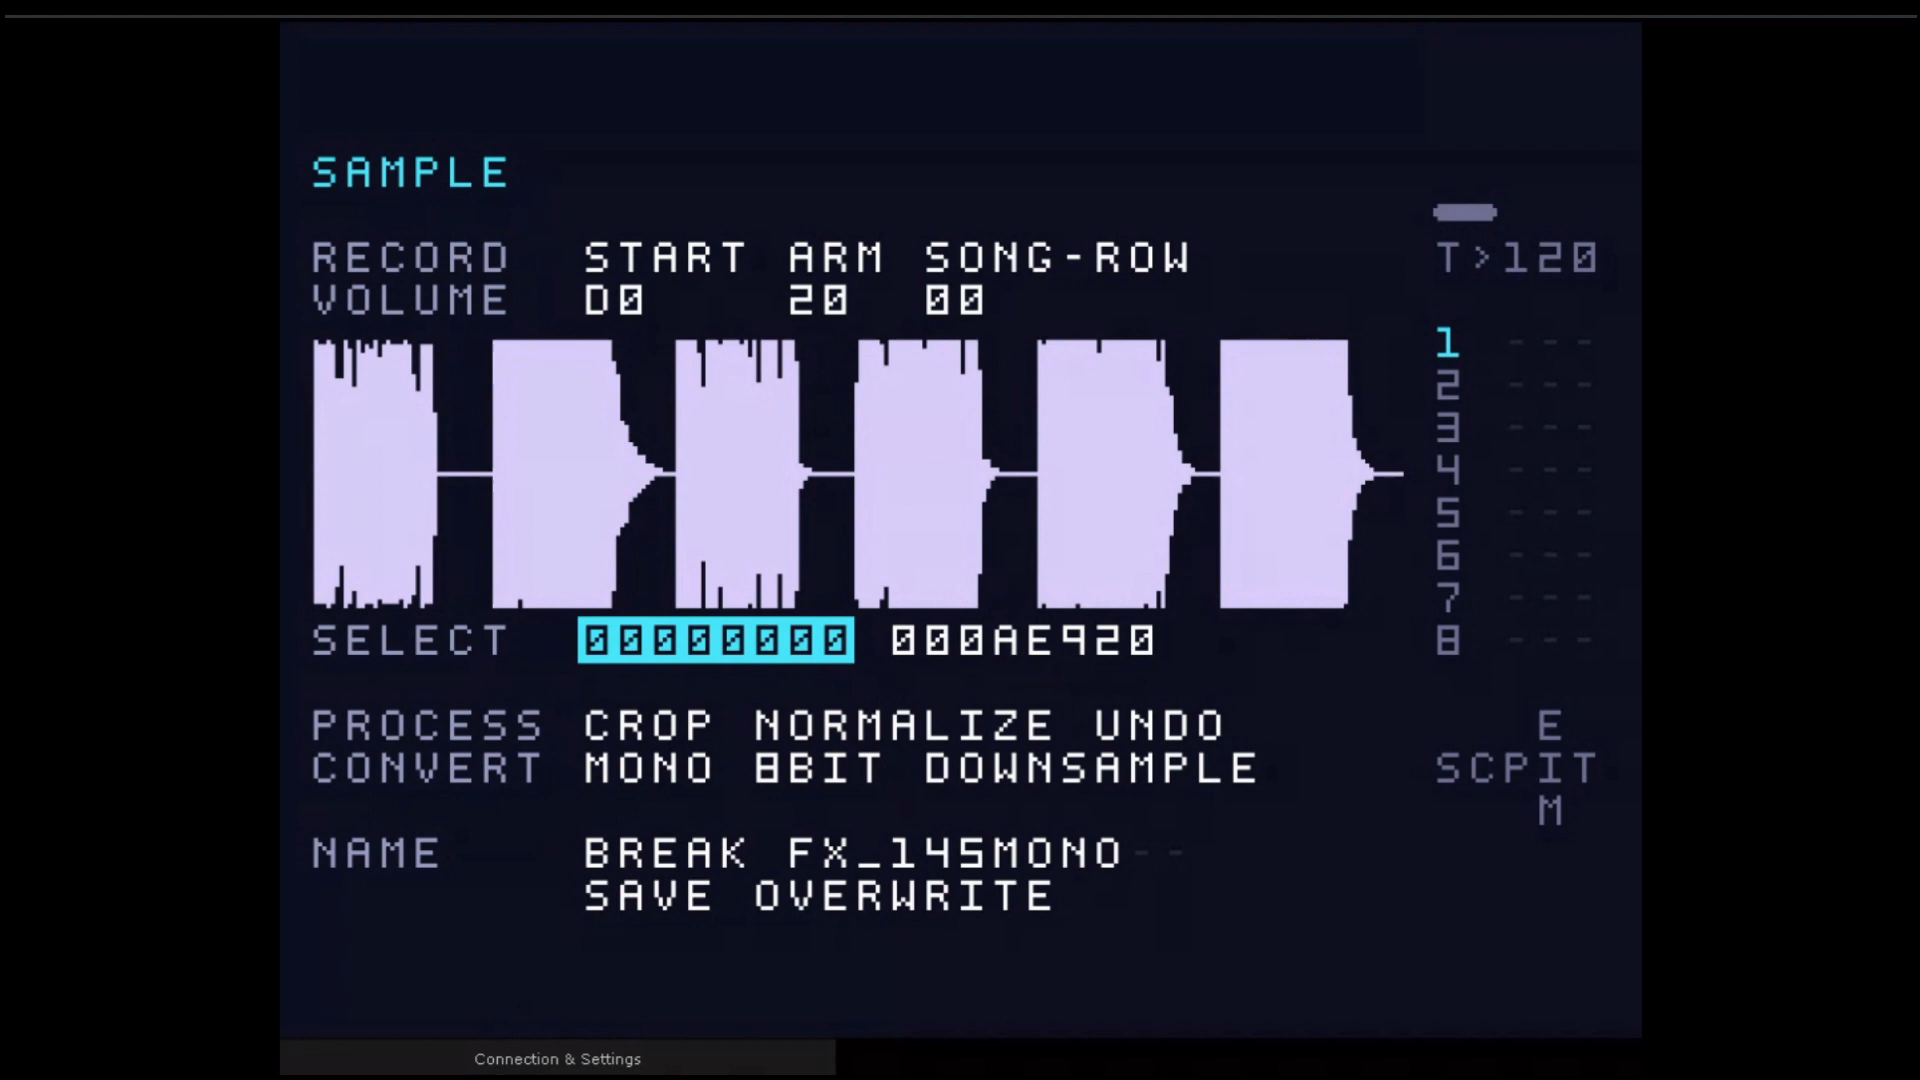 SAMPLE
RECORD START ARM SONG-ROW T>120
VOLUME D0 20 00
1 ---
2 ---
3 ---
4 ---
5 ---
6 ---
7 ---
8 ---
SELECT 00000000 000AE920
PROCESS CROP NORMALIZE UNDO E
CONVERT MONO 8BIT DOWNSAMPLE SCPIT
M
NAME BREAK FX_145MONO--
SAVE OVERWRITE
Connection & Settings